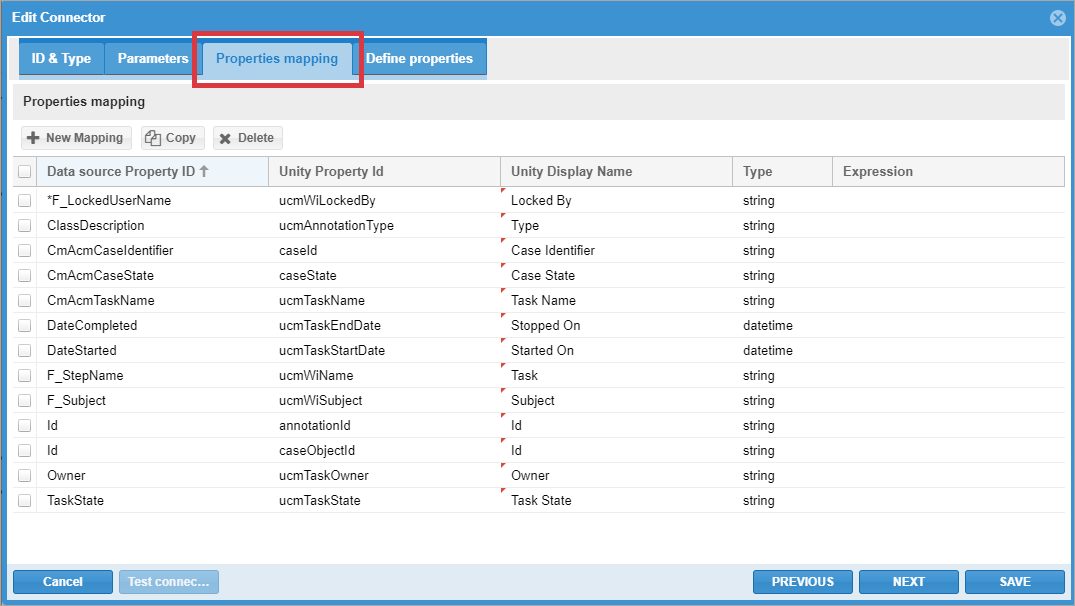 Edit Connector
ID & Type Parameters Properties mapping Define properties
Properties mapping
New Mapping Copy Delete
Data source Property ID Unity Property Id Unity Display Name Type Expression
*F_LockedUserName ucmWiLockedBy Locked By string
ClassDescription ucmAnnotationType Type string
CmAcmCaseIdentifier caseId Case Identifier string
CmAcmCaseState caseState Case State string
CmAcmTaskName ucmTaskName Task Name string
DateCompleted ucmTaskEndDate Stopped On datetime
DateStarted ucmTaskStartDate Started On datetime
F_StepName ucmWiName Task string
F_Subject ucmWiSubject Subject string
Id annotationId Id string
Id caseObjectId Id string
Owner ucmTaskOwner Owner string
TaskState ucmTaskState Task State string
Cancel Test connec... PREVIOUS NEXT SAVE